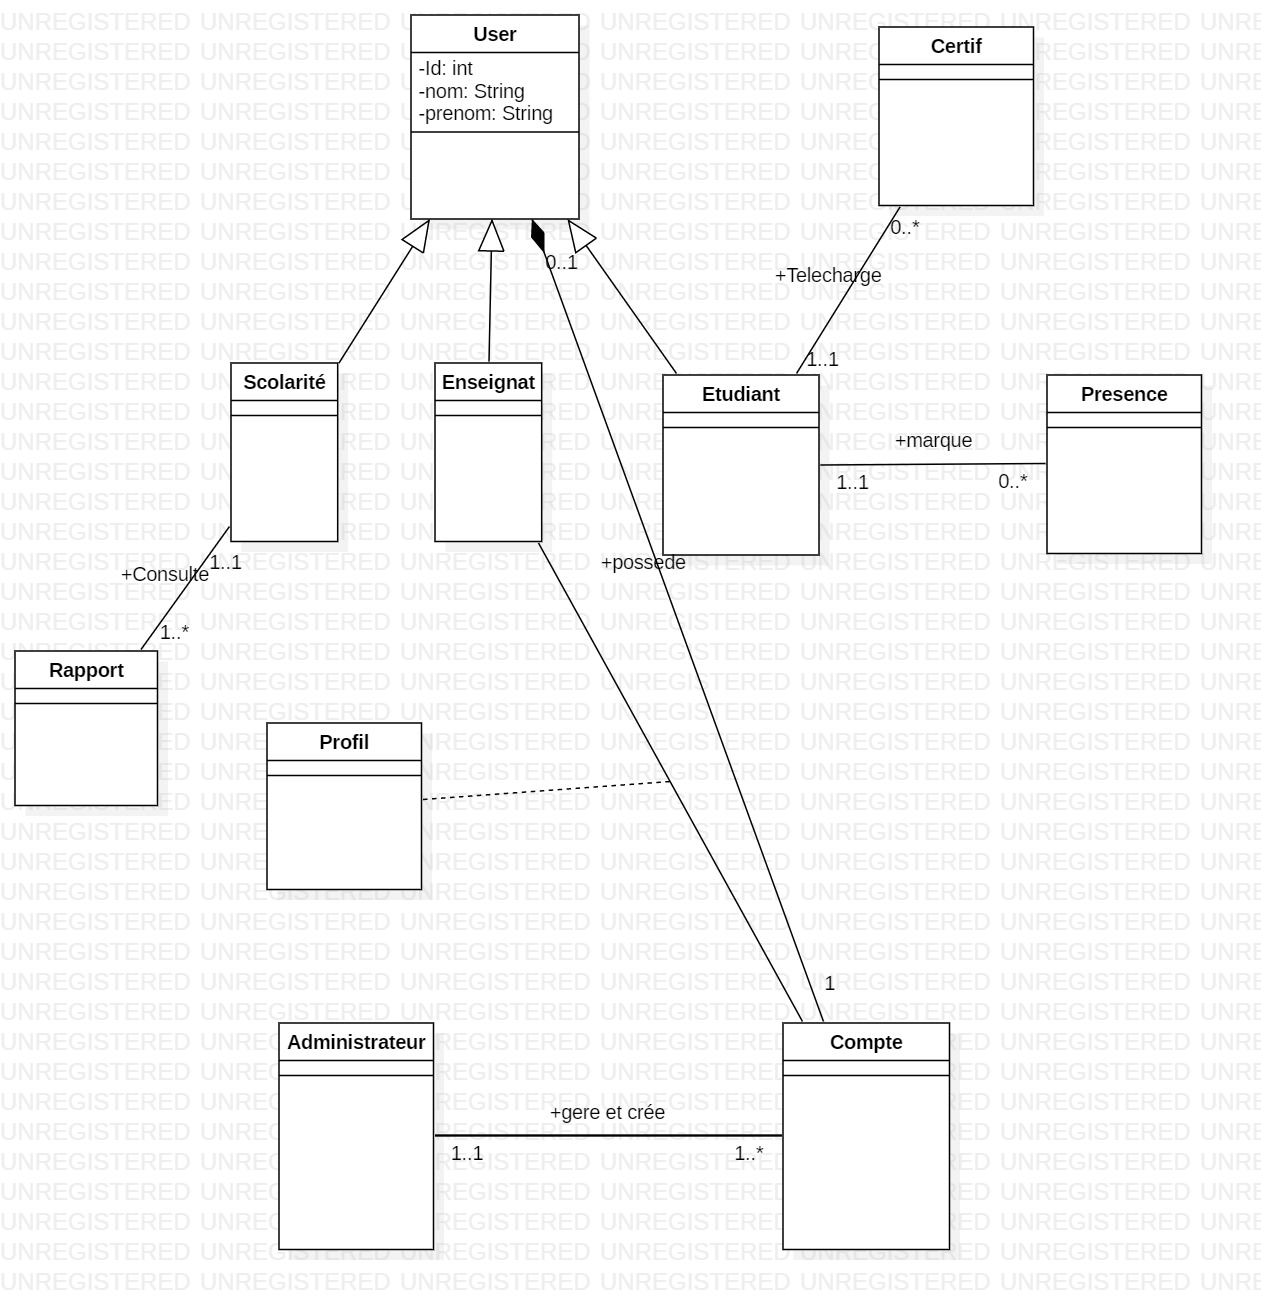 User
-Id: int
-nom: String
-prenom: String
Certif
0..*
+Telecharge
1..1
0..1
Scolarité
Enseignat
Etudiant
Presence
+marque
1..1
0..*
+possede
1..1
+Consulte
1..*
Rapport
Profil
1
Administrateur
Compte
+gere et crée
1..1
1..*
UNREGISTERED